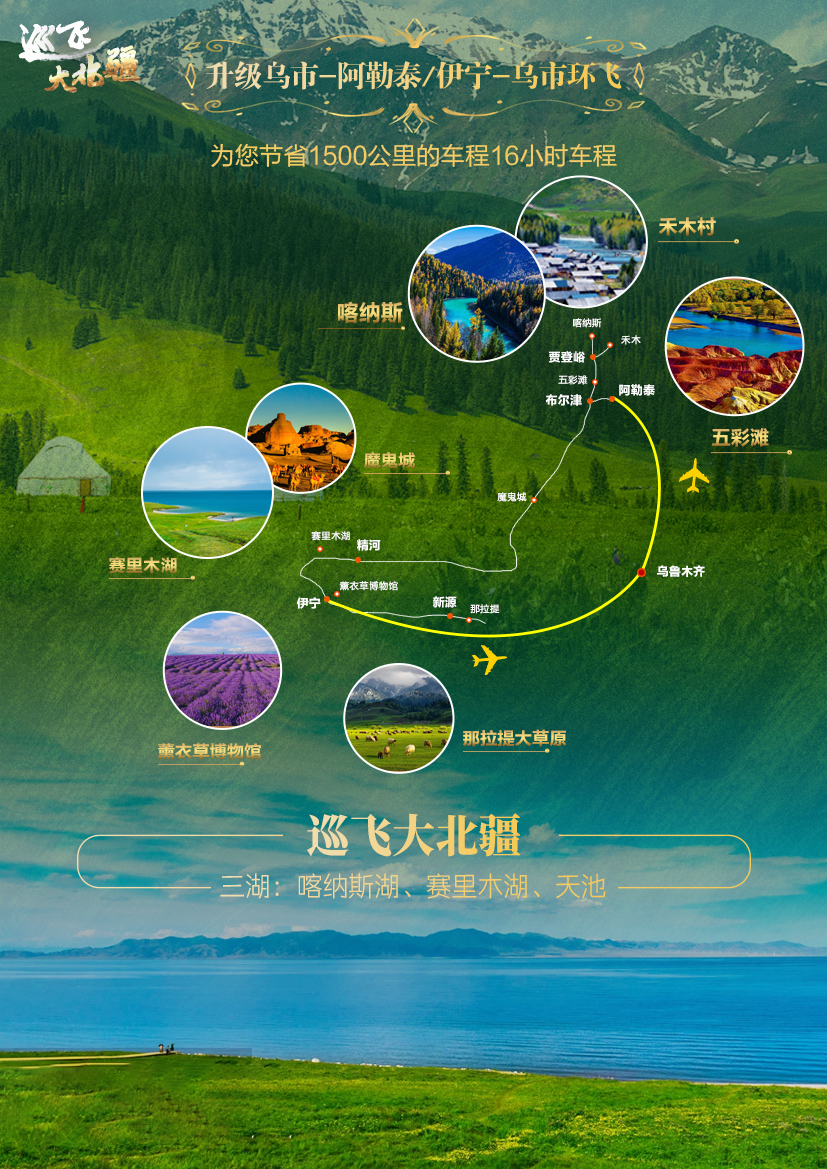 巡飞
大北疆
升级乌市-阿勒泰/伊宁-乌市环飞
为您节省1500公里的车程16小时车程
禾木村
喀纳斯
喀纳斯
禾木
贾登峪
五彩滩
阿勒泰
布尔津
五彩滩
魔鬼城
魔鬼城
赛里木湖
精河
赛里木湖
乌鲁木齐
薰衣草博物馆
伊宁
新源
那拉提
薰衣草博物馆
那拉提大草原
巡飞大北疆
三湖：喀纳斯湖、赛里木湖、天池